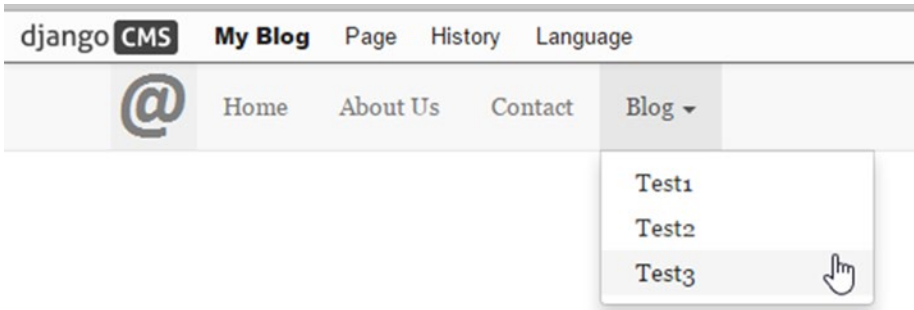 django CMS My Blog Page History Language
@ Home About Us Contact Blog
Test1
Test2
Test3